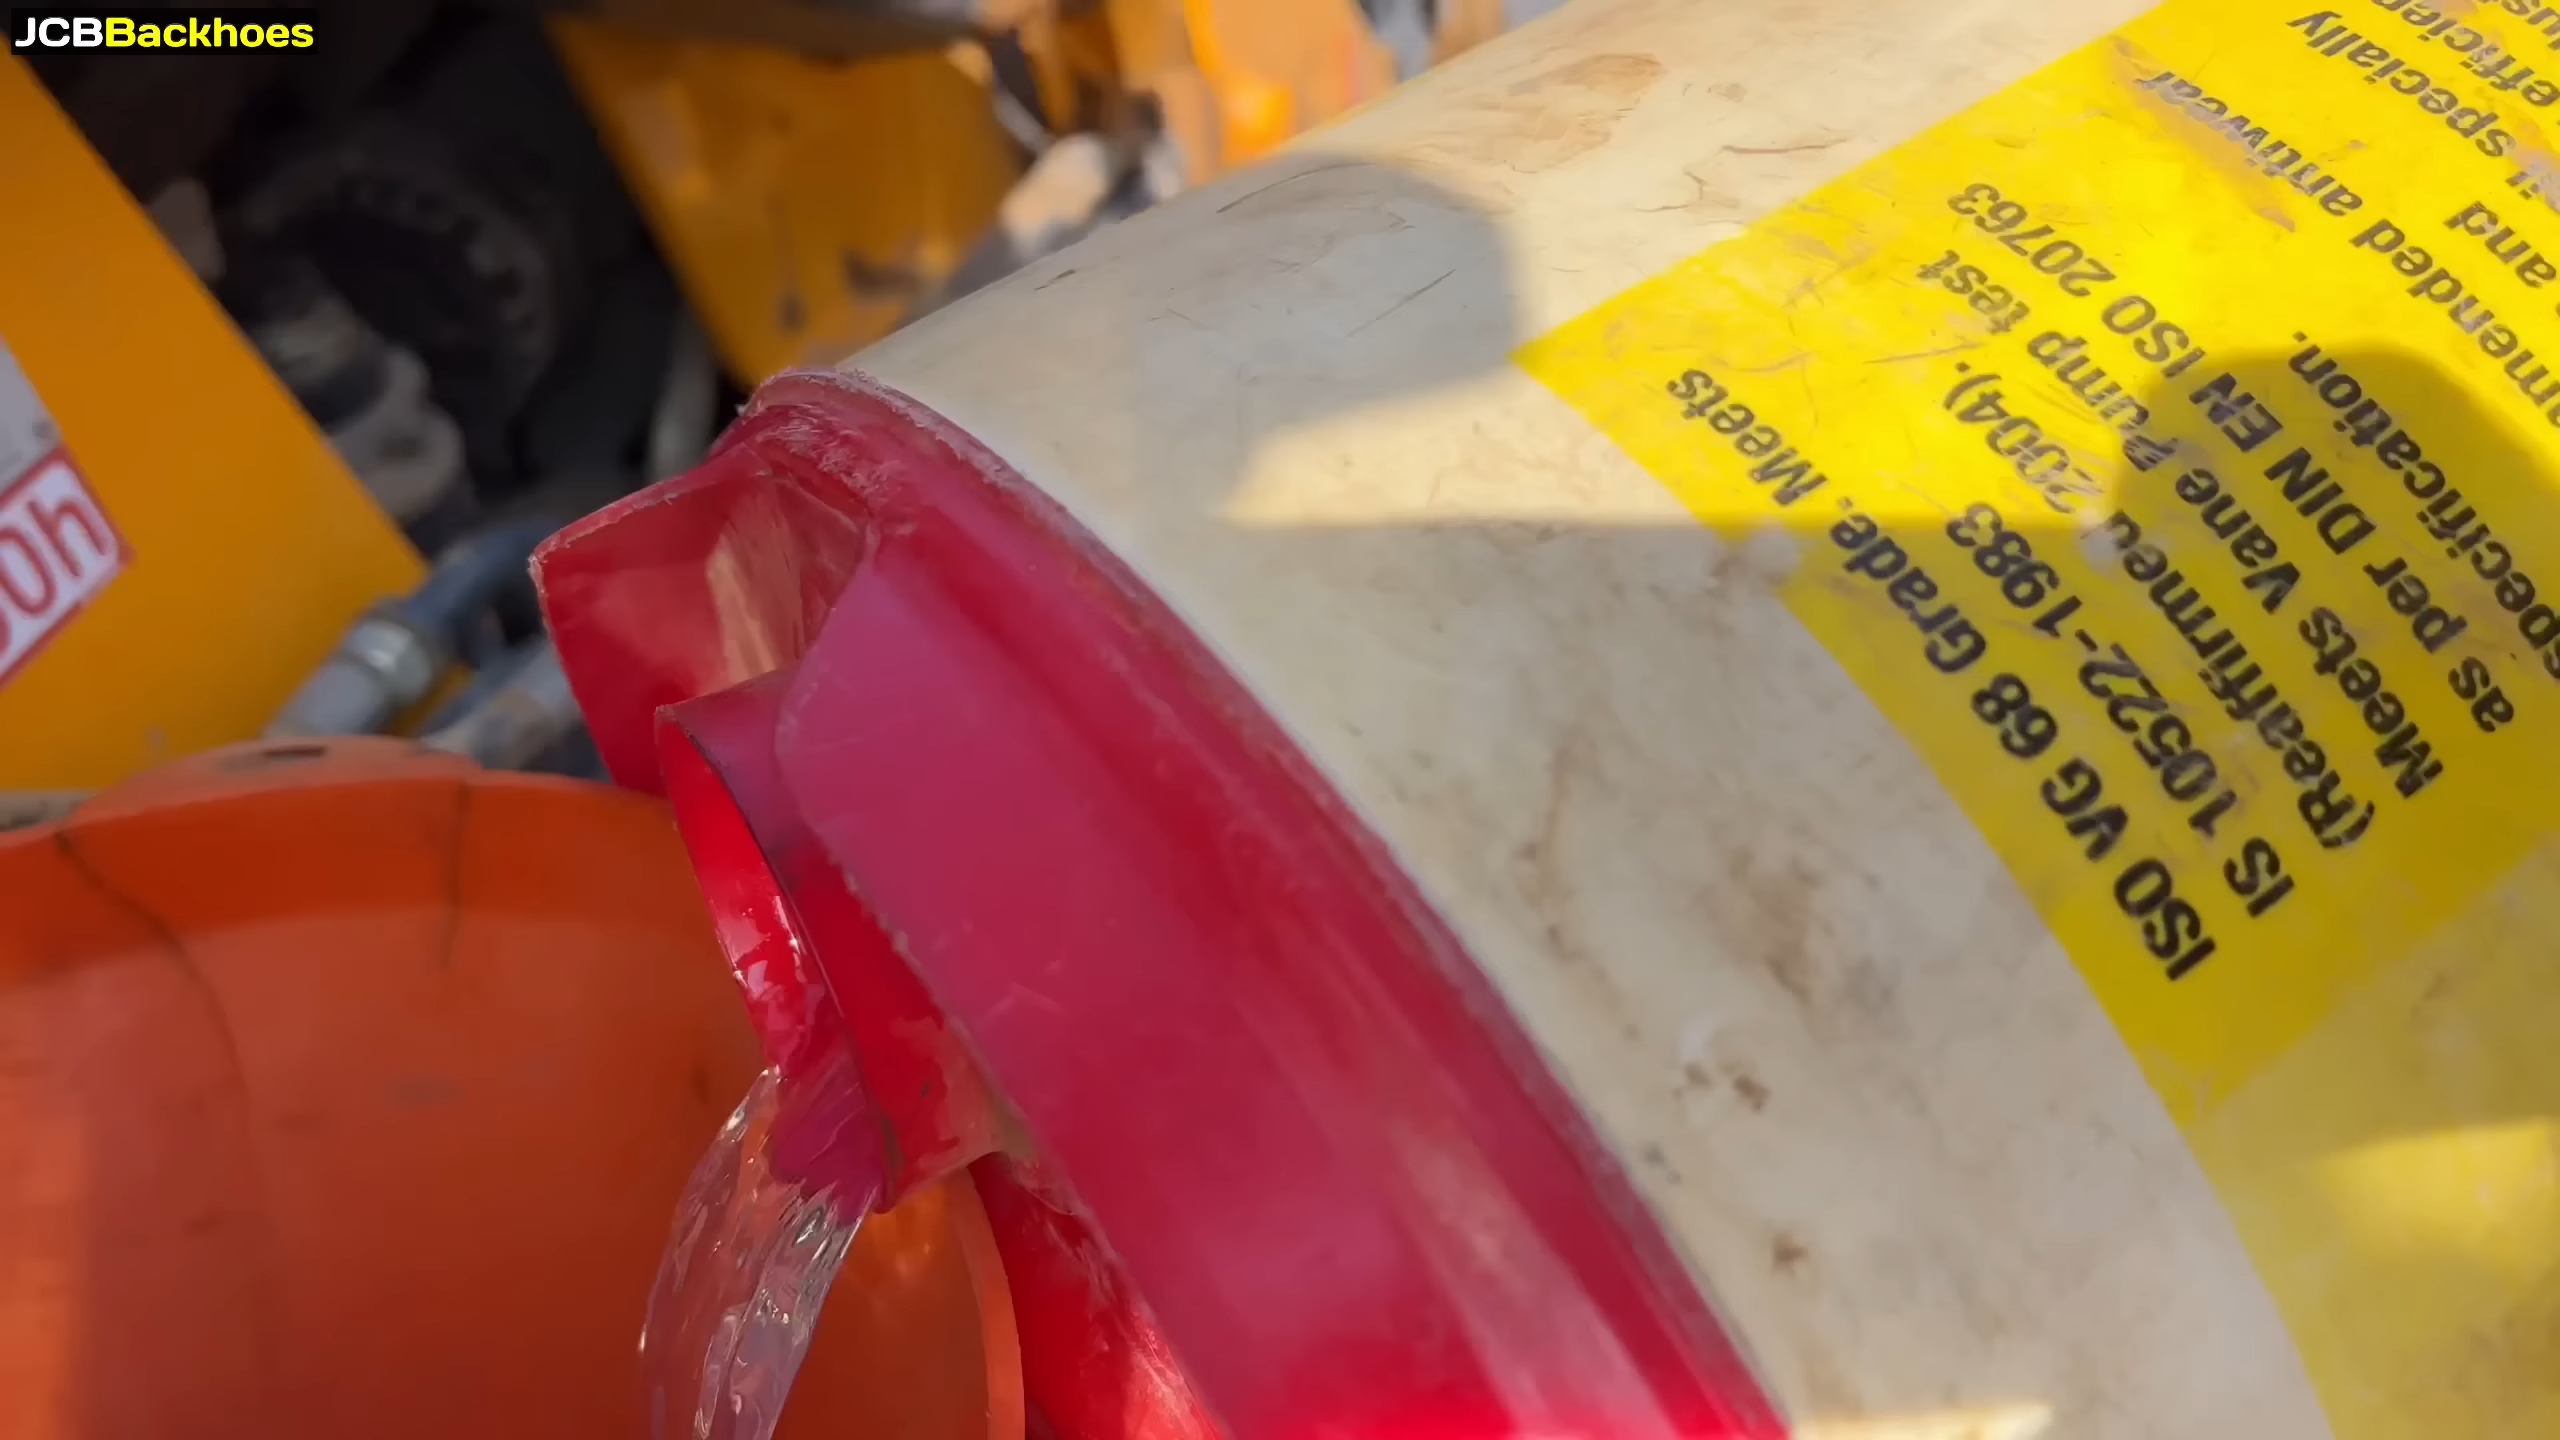 JCBBackhoes
0h
ISO VG 68 Grade. Meets
IS 10522-1983 2004).
(Reaffirmed
Meets Vane Pump test
as per DIN EN ISO 20763
specification.
antiwear
and
specially